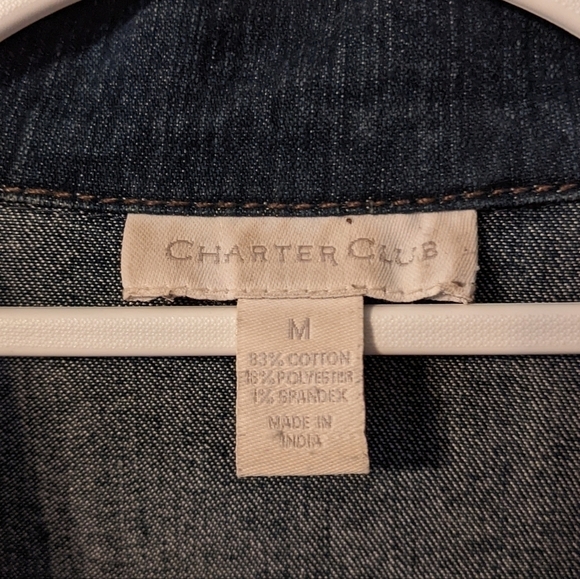 CHARTER CLUB
M
83% COTTON
16% POLYESTER
1% SPANDEX
MADE IN
INDIA